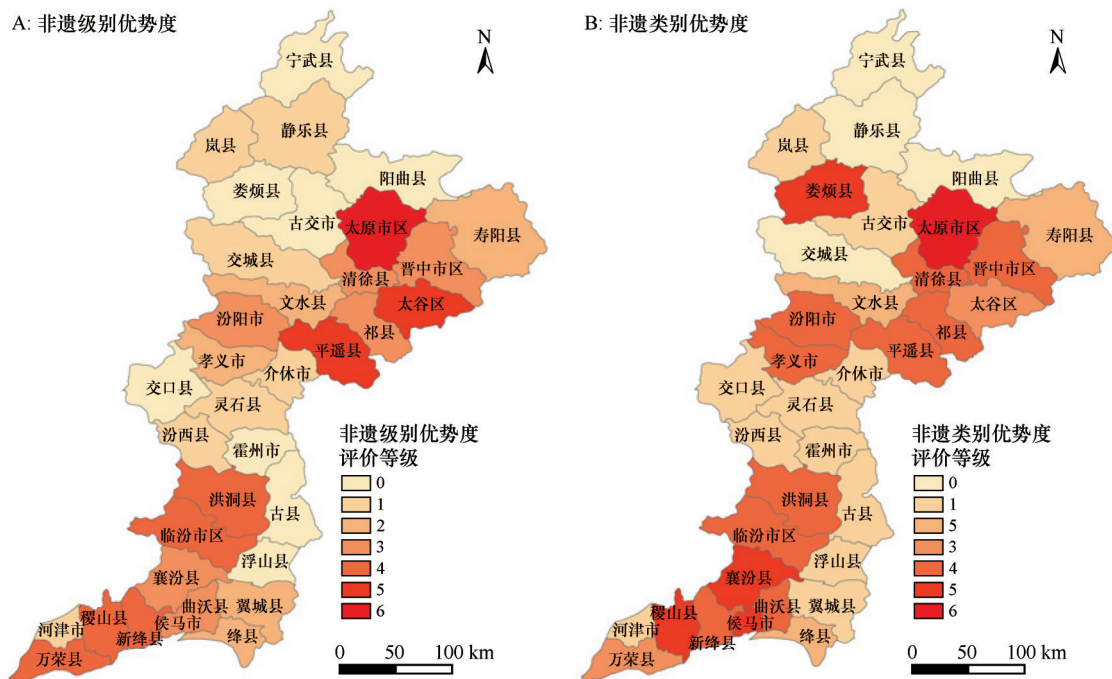 A: 非遗级别优势度
N
宁武县
静乐县
岚县
阳曲县
娄烦县
古交市
太原市区
寿阳县
交城县
清徐县
晋中市区
文水县
太谷区
汾阳市
祁县
平遥县
孝义市
介休市
交口县
灵石县
汾西县
霍州市
洪洞县
古县
临汾市区
浮山县
襄汾县
曲沃县
翼城县
稷山县
河津市
侯马市
新绛县
绛县
万荣县
非遗级别优势度
评价等级
0
1
2
3
4
5
6
0 50 100 km
B: 非遗类别优势度
N
宁武县
静乐县
岚县
阳曲县
娄烦县
古交市
太原市区
寿阳县
交城县
清徐县
晋中市区
文水县
太谷区
汾阳市
祁县
平遥县
孝义市
介休市
交口县
灵石县
汾西县
霍州市
洪洞县
古县
临汾市区
浮山县
襄汾县
曲沃县
翼城县
稷山县
河津市
侯马市
新绛县
绛县
万荣县
非遗类别优势度
评价等级
0
1
5
3
4
5
6
0 50 100 km